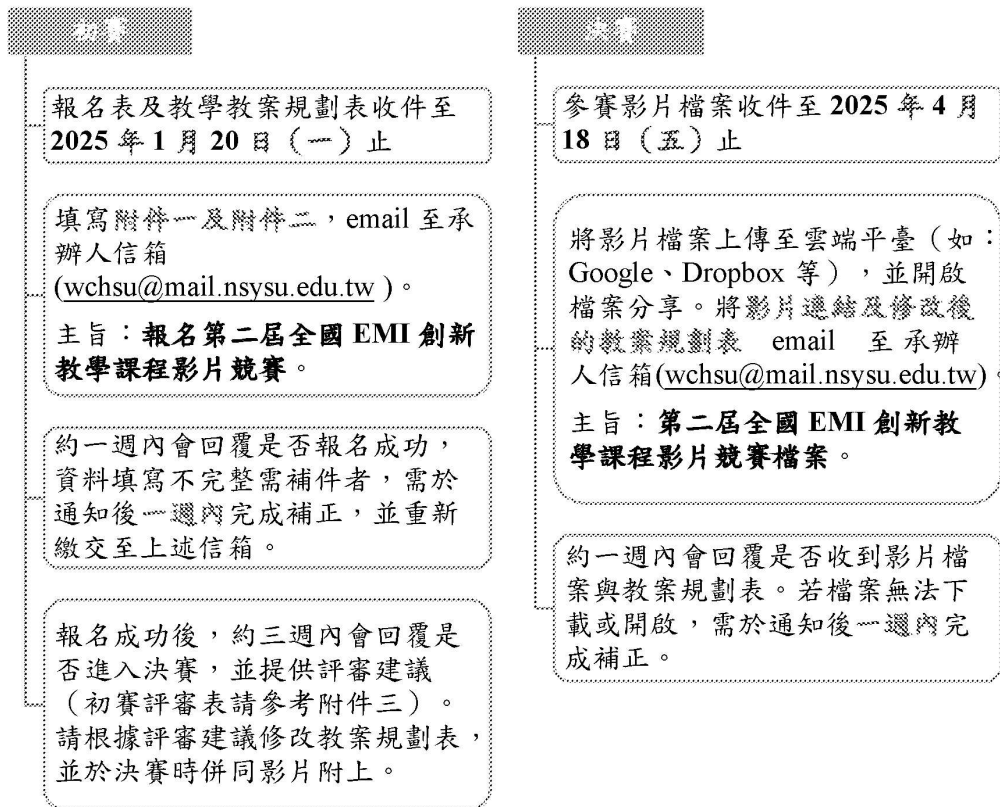 初賽
報名表及教學教案規劃表收件至
2025 年 1 月 20 日（一）止
填寫附件一及附件二，email 至承
辦人信箱
(wchsu@mail.nsysu.edu.tw )。
主旨：報名第二屆全國 EMI 創新
教學課程影片競賽。
約一週內會回覆是否報名成功，
資料填寫不完整需補件者，需於
通知後一週內完成補正，並重新
繳交至上述信箱。
報名成功後，約三週內會回覆是
否進入決賽，並提供評審建議
（初賽評審表請參考附件三）。
請根據評審建議修改教案規劃表，
並於決賽時併同影片附上。
決賽
參賽影片檔案收件至 2025 年 4 月
18 日（五）止
將影片檔案上傳至雲端平臺（如：
Google、Dropbox 等），並開啟
檔案分享。將影片連結及修改後
的教案規劃表 email 至 承辦
人信箱(wchsu@mail.nsysu.edu.tw)。
主旨：第二屆全國 EMI 創新教
學課程影片競賽檔案。
約一週內會回覆是否收到影片檔
案與教案規劃表。若檔案無法下
載或開啟，需於通知後一週內完
成補正。